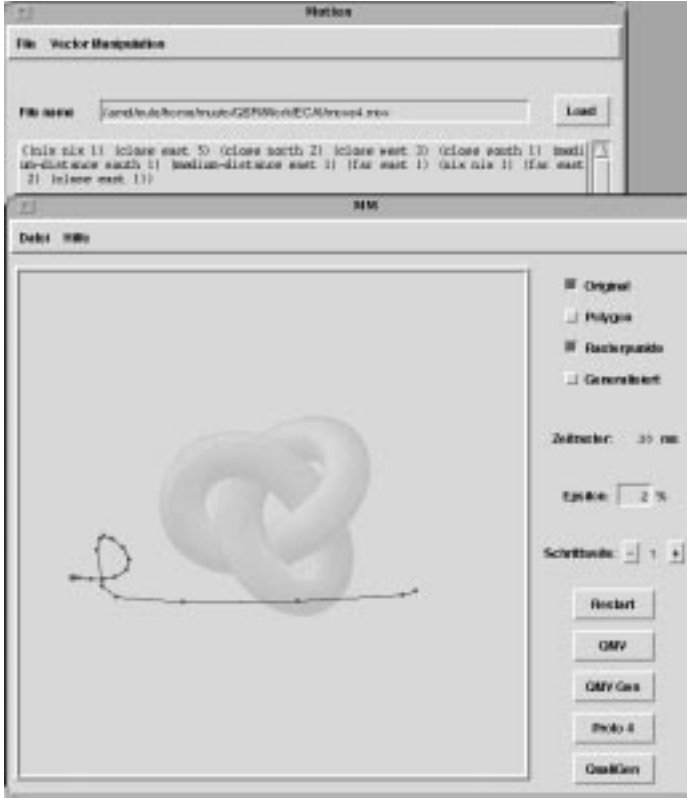 Motion
File Vector Manipulation
File name Load
(nix nix 1) (close east 5) (close north 2) (close west 3) (close south 1) (medi
um-distance south 1) (medium-distance east 1) (far east 1) (nix nix 1) (far east
2) (close east 1))
MM
Datei Hilfe
Original
Polygon
Rasterpunkte
Generalisiert
ms
Epsilon: 2 %
Schrittweite: - 1 +
Restart
QMV
QMV Gen
Proto 4
QualiGen